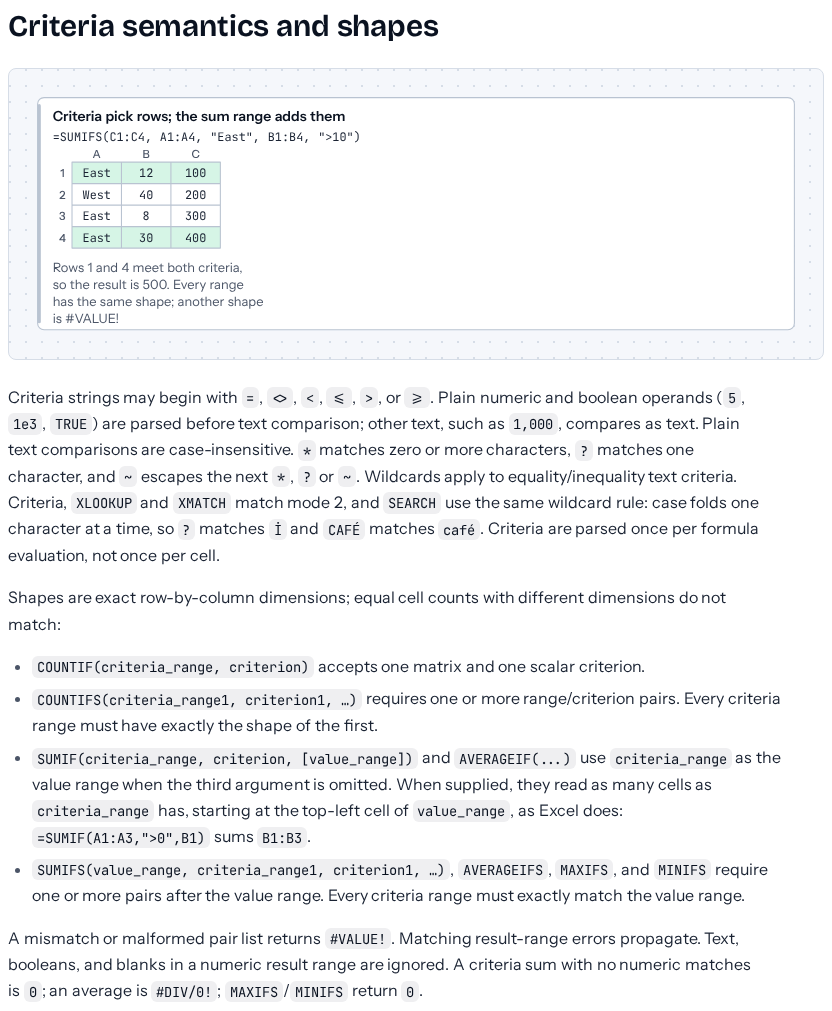 Criteria semantics and shapes
Criteria pick rows; the sum range adds them
=SUMIFS(C1:C4, A1:A4, "East", B1:B4, ">10")
A B C
1 East 12 100
2 West 40 200
3 East 8 300
4 East 30 400
Rows 1 and 4 meet both criteria,
so the result is 500. Every range
has the same shape; another shape
is #VALUE!
Criteria strings may begin with =, <>, <, <=, >, or >=. Plain numeric and boolean operands (5,
1e3, TRUE) are parsed before text comparison; other text, such as 1,000, compares as text. Plain
text comparisons are case-insensitive. * matches zero or more characters, ? matches one
character, and ~ escapes the next *, ? or ~. Wildcards apply to equality/inequality text criteria.
Criteria, XLOOKUP and XMATCH match mode 2, and SEARCH use the same wildcard rule: case folds one
character at a time, so ? matches İ and CAFÉ matches café. Criteria are parsed once per formula
evaluation, not once per cell.
Shapes are exact row-by-column dimensions; equal cell counts with different dimensions do not
match:
• COUNTIF(criteria_range, criterion) accepts one matrix and one scalar criterion.
• COUNTIFS(criteria_range1, criterion1, …) requires one or more range/criterion pairs. Every criteria
range must have exactly the shape of the first.
• SUMIF(criteria_range, criterion, [value_range]) and AVERAGEIF(...) use criteria_range as the
value range when the third argument is omitted. When supplied, they read as many cells as
criteria_range has, starting at the top-left cell of value_range, as Excel does:
=SUMIF(A1:A3,">0",B1) sums B1:B3.
• SUMIFS(value_range, criteria_range1, criterion1, …), AVERAGEIFS, MAXIFS, and MINIFS require
one or more pairs after the value range. Every criteria range must exactly match the value range.
A mismatch or malformed pair list returns #VALUE!. Matching result-range errors propagate. Text,
booleans, and blanks in a numeric result range are ignored. A criteria sum with no numeric matches
is 0; an average is #DIV/0!; MAXIFS/MINIFS return 0.